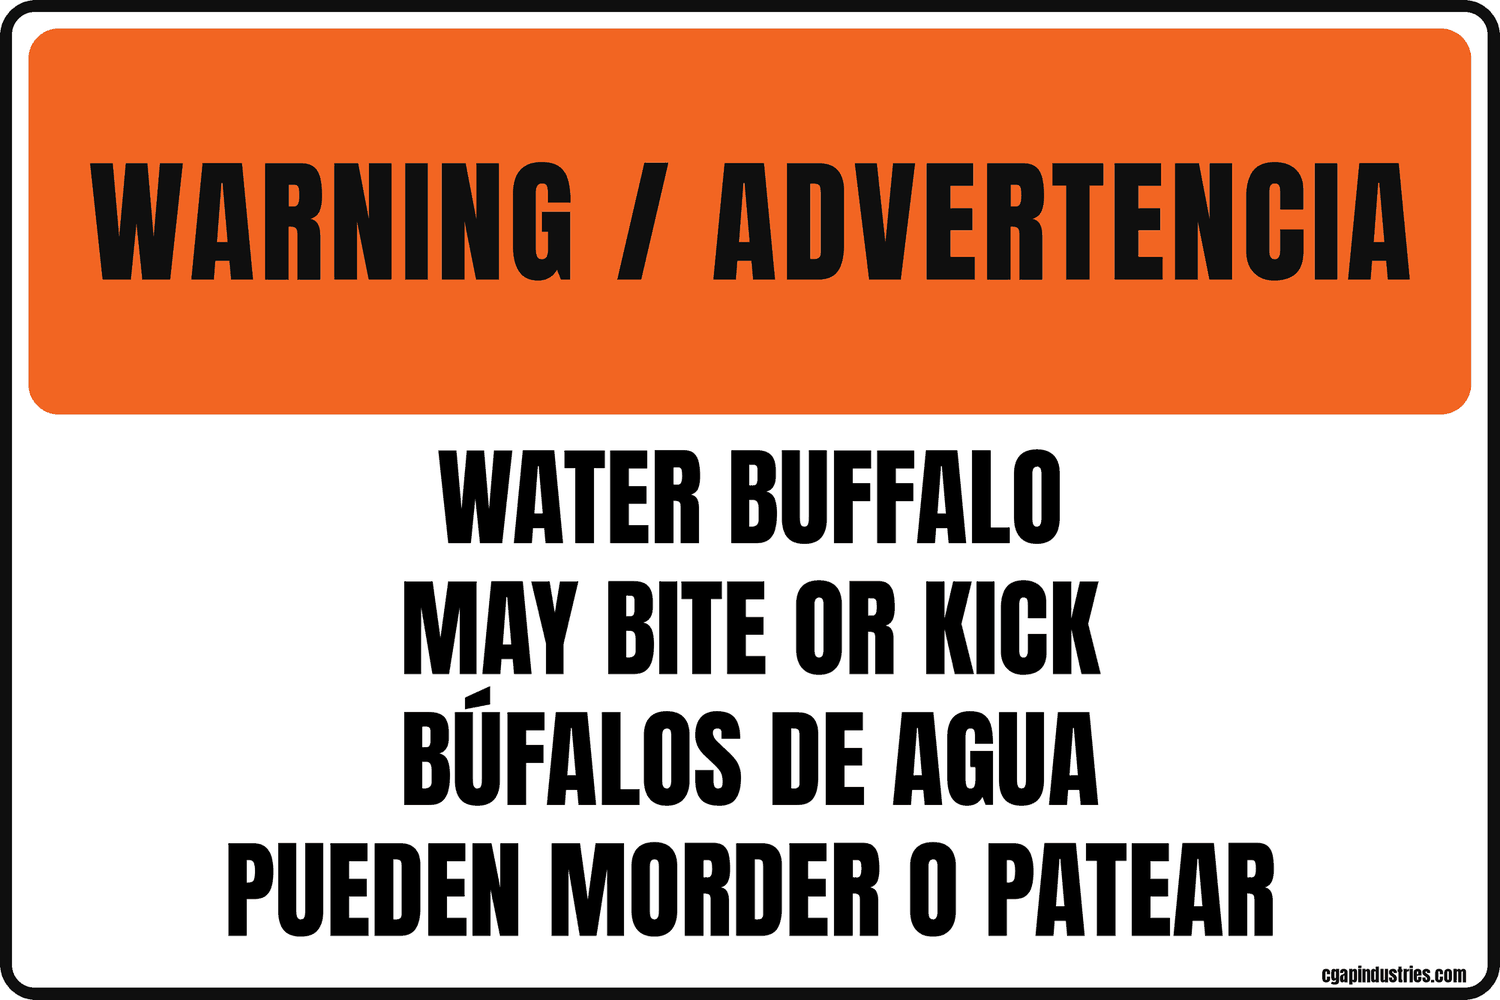 WARNING / ADVERTENCIA
WATER BUFFALO
MAY BITE OR KICK
BÚFALOS DE AGUA
PUEDEN MORDER O PATEAR
cgapindustries.com